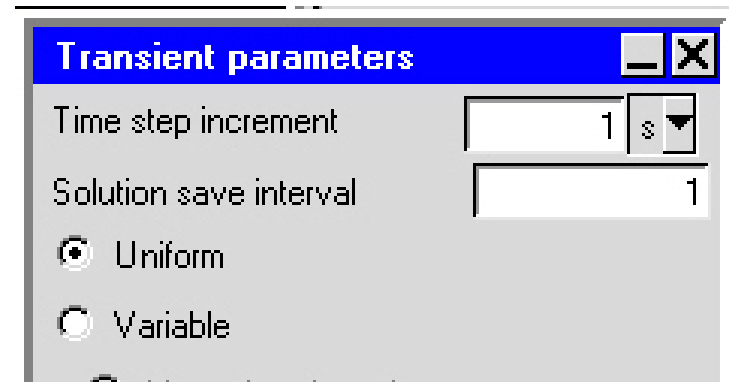 Transient parameters
Time step increment 1 s
Solution save interval 1
Uniform
Variable